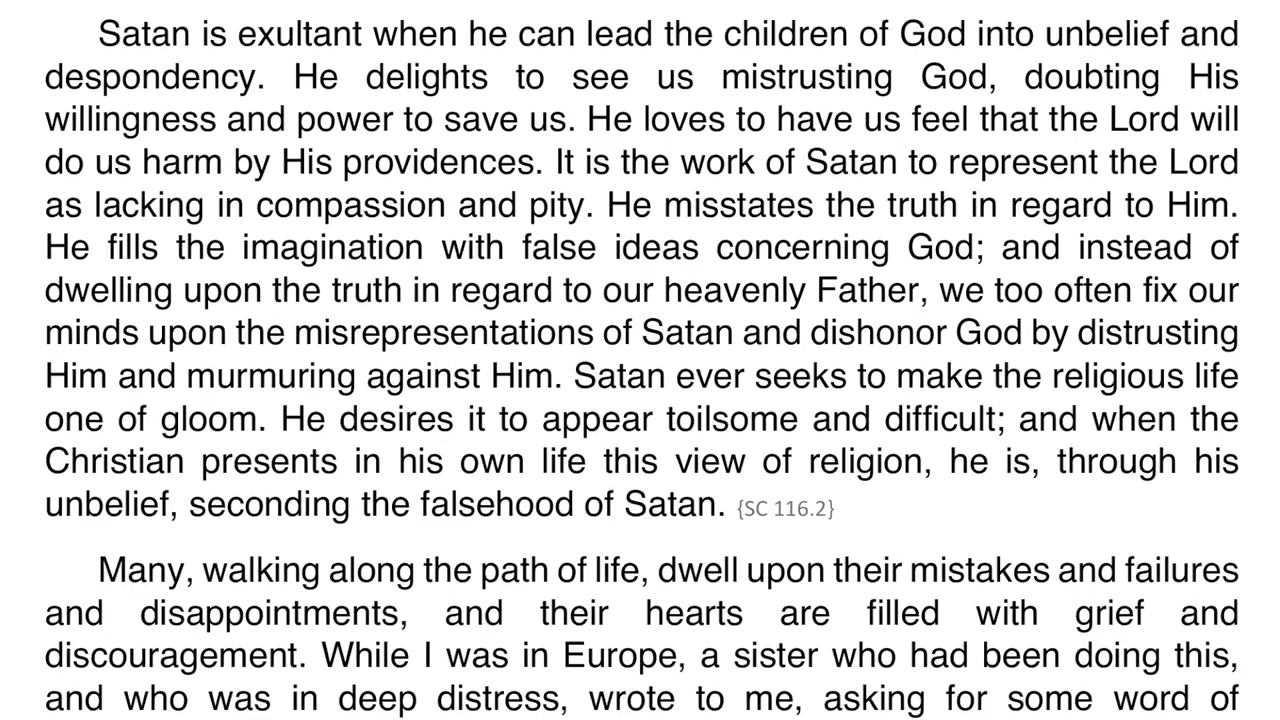 Satan is exultant when he can lead the children of God into unbelief and
despondency. He delights to see us mistrusting God, doubting His
willingness and power to save us. He loves to have us feel that the Lord will
do us harm by His providences. It is the work of Satan to represent the Lord
as lacking in compassion and pity. He misstates the truth in regard to Him.
He fills the imagination with false ideas concerning God; and instead of
dwelling upon the truth in regard to our heavenly Father, we too often fix our
minds upon the misrepresentations of Satan and dishonor God by distrusting
Him and murmuring against Him. Satan ever seeks to make the religious life
one of gloom. He desires it to appear toilsome and difficult; and when the
Christian presents in his own life this view of religion, he is, through his
unbelief, seconding the falsehood of Satan. {SC 116.2}
Many, walking along the path of life, dwell upon their mistakes and failures
and disappointments, and their hearts are filled with grief and
discouragement. While I was in Europe, a sister who had been doing this,
and who was in deep distress, wrote to me, asking for some word of